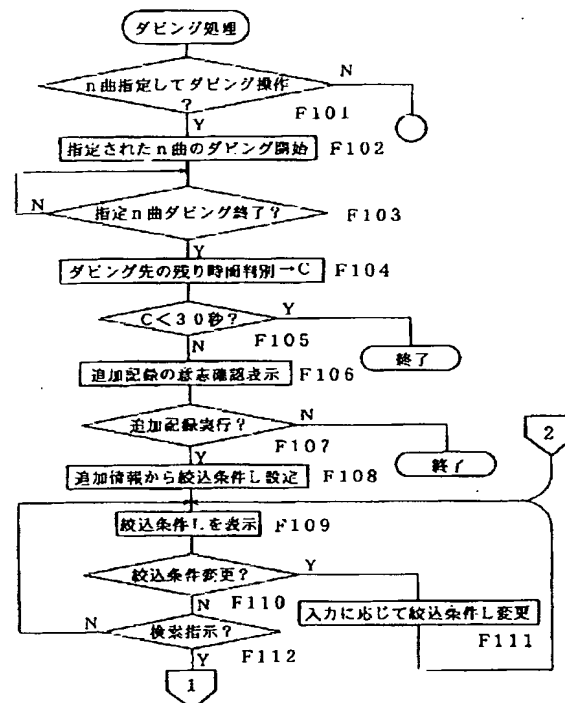 ダビング処理
n曲指定してダビング操作
?
N
Y
F101
指定されたn曲のダビング開始
F102
指定n曲ダビング終了?
N
F103
Y
ダビング先の残り時間判別→C
F104
C<30秒?
Y
F105
N
終了
追加記録の意志確認表示
F106
追加記録実行?
N
F107
2
Y
終了
追加情報から絞込条件L設定
F108
絞込条件Lを表示
F109
絞込条件変更?
Y
N
F110
入力に応じて絞込条件L変更
N
検索指示?
F111
Y
F112
1